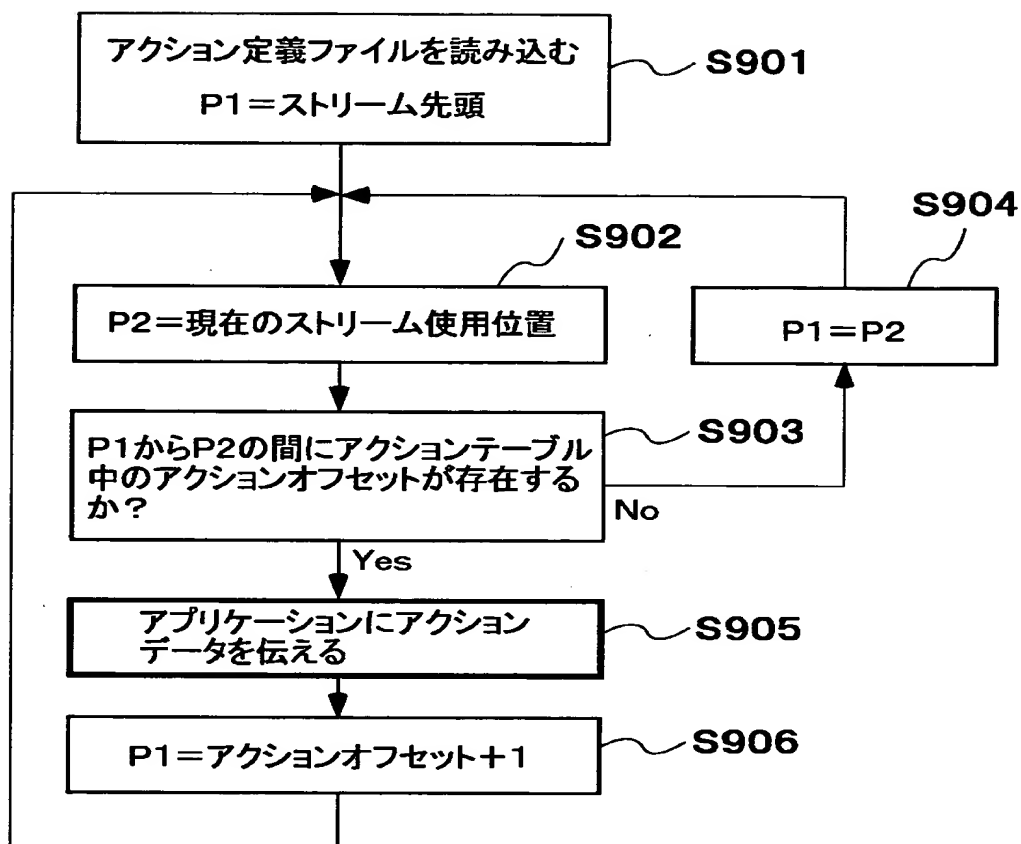 アクション定義ファイルを読み込む
P1＝ストリーム先頭
S901
S904
S902
P2＝現在のストリーム使用位置
P1＝P2
P1からP2の間にアクションテーブル
中のアクションオフセットが存在する
か？
S903
No
Yes
アプリケーションにアクション
データを伝える
S905
P1＝アクションオフセット＋1
S906